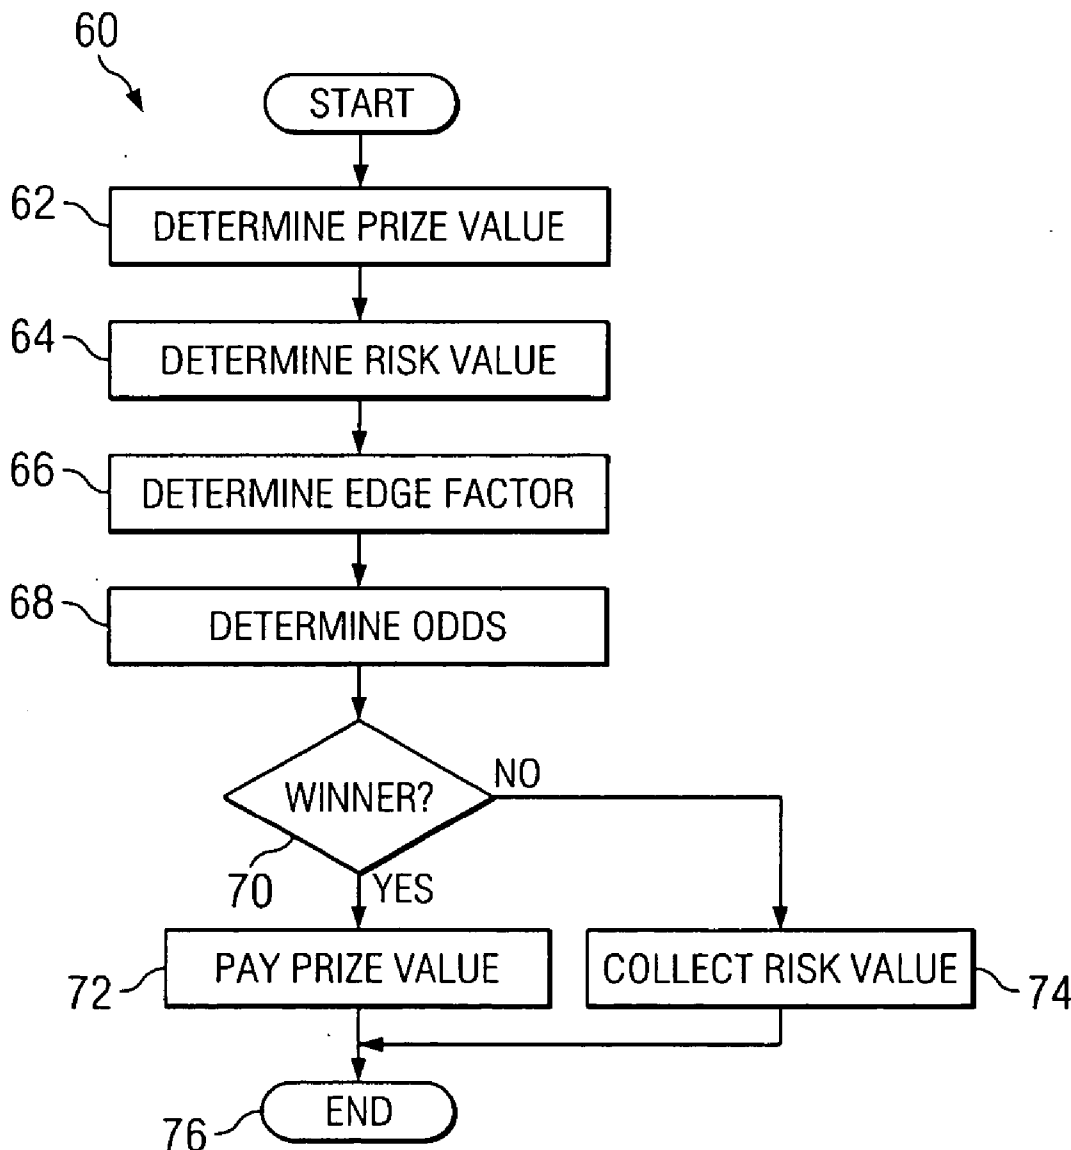 60
START
62
DETERMINE PRIZE VALUE
64
DETERMINE RISK VALUE
66
DETERMINE EDGE FACTOR
68
DETERMINE ODDS
WINNER?
NO
70
YES
72
PAY PRIZE VALUE
COLLECT RISK VALUE
74
END
76